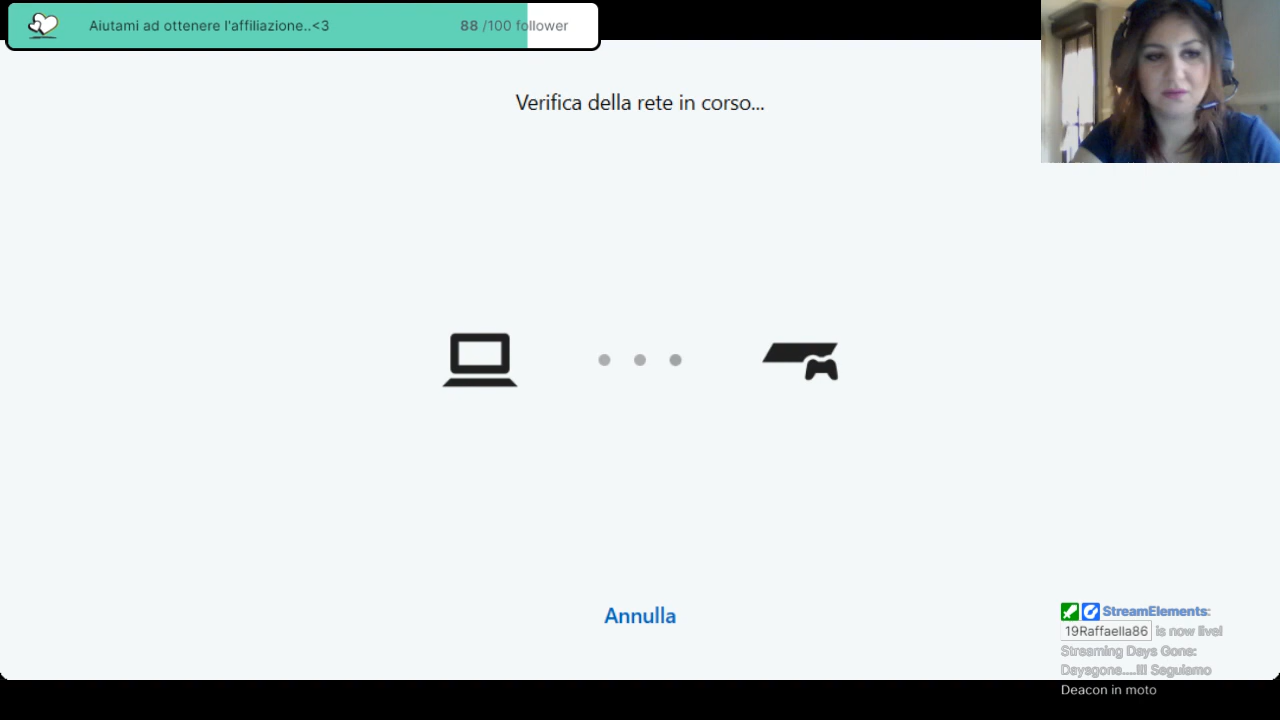 Aiutami ad ottenere l'affiliazione..<3
88 /100 follower
Verifica della rete in corso...
Annulla
StreamElements:
19Raffaella86 is now live!
Streaming Days Gone:
Daysgone....!!! Seguiamo
Deacon in moto